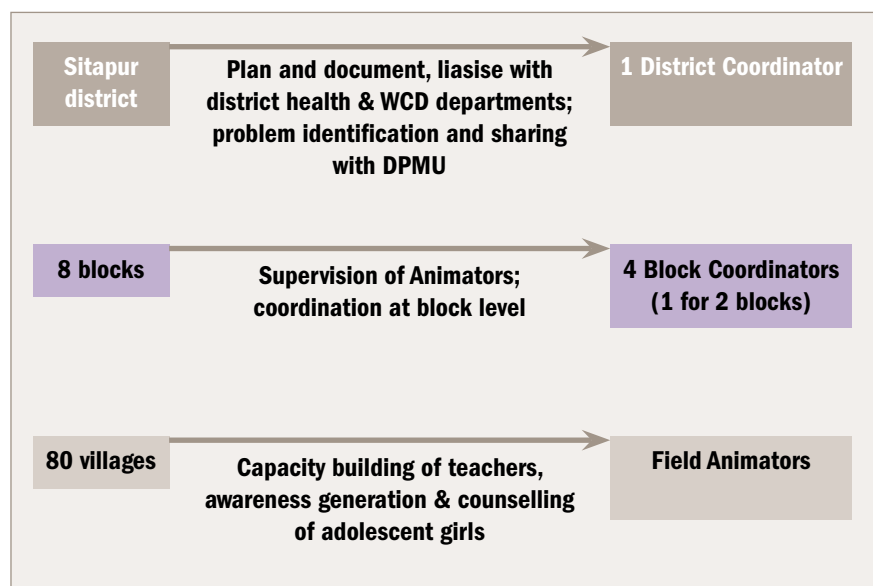 Sitapur
district
Plan and document, liasise with
district health & WCD departments;
problem identification and sharing
with DPMU
1 District Coordinator
8 blocks
Supervision of Animators;
coordination at block level
4 Block Coordinators
(1 for 2 blocks)
80 villages
Capacity building of teachers,
awareness generation & counselling
of adolescent girls
Field Animators